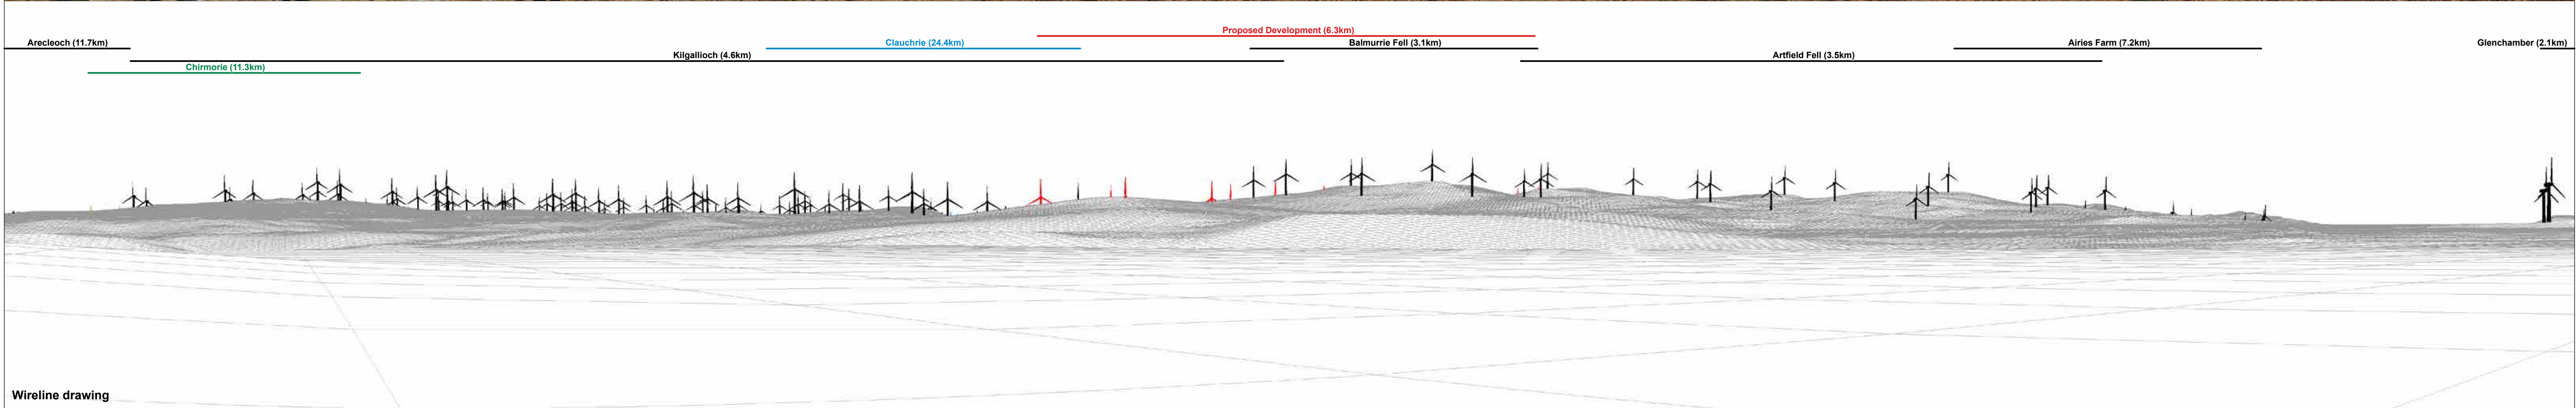 Proposed Development (6.3km)
Arecleoch (11.7km)
Clauchrie (24.4km)
Balmurrie Fell (3.1km)
Airies Farm (7.2km)
Glenchamber (2.1km)
Kilgallioch (4.6km)
Artfield Fell (3.5km)
Chirmorie (11.3km)
Wireline drawing